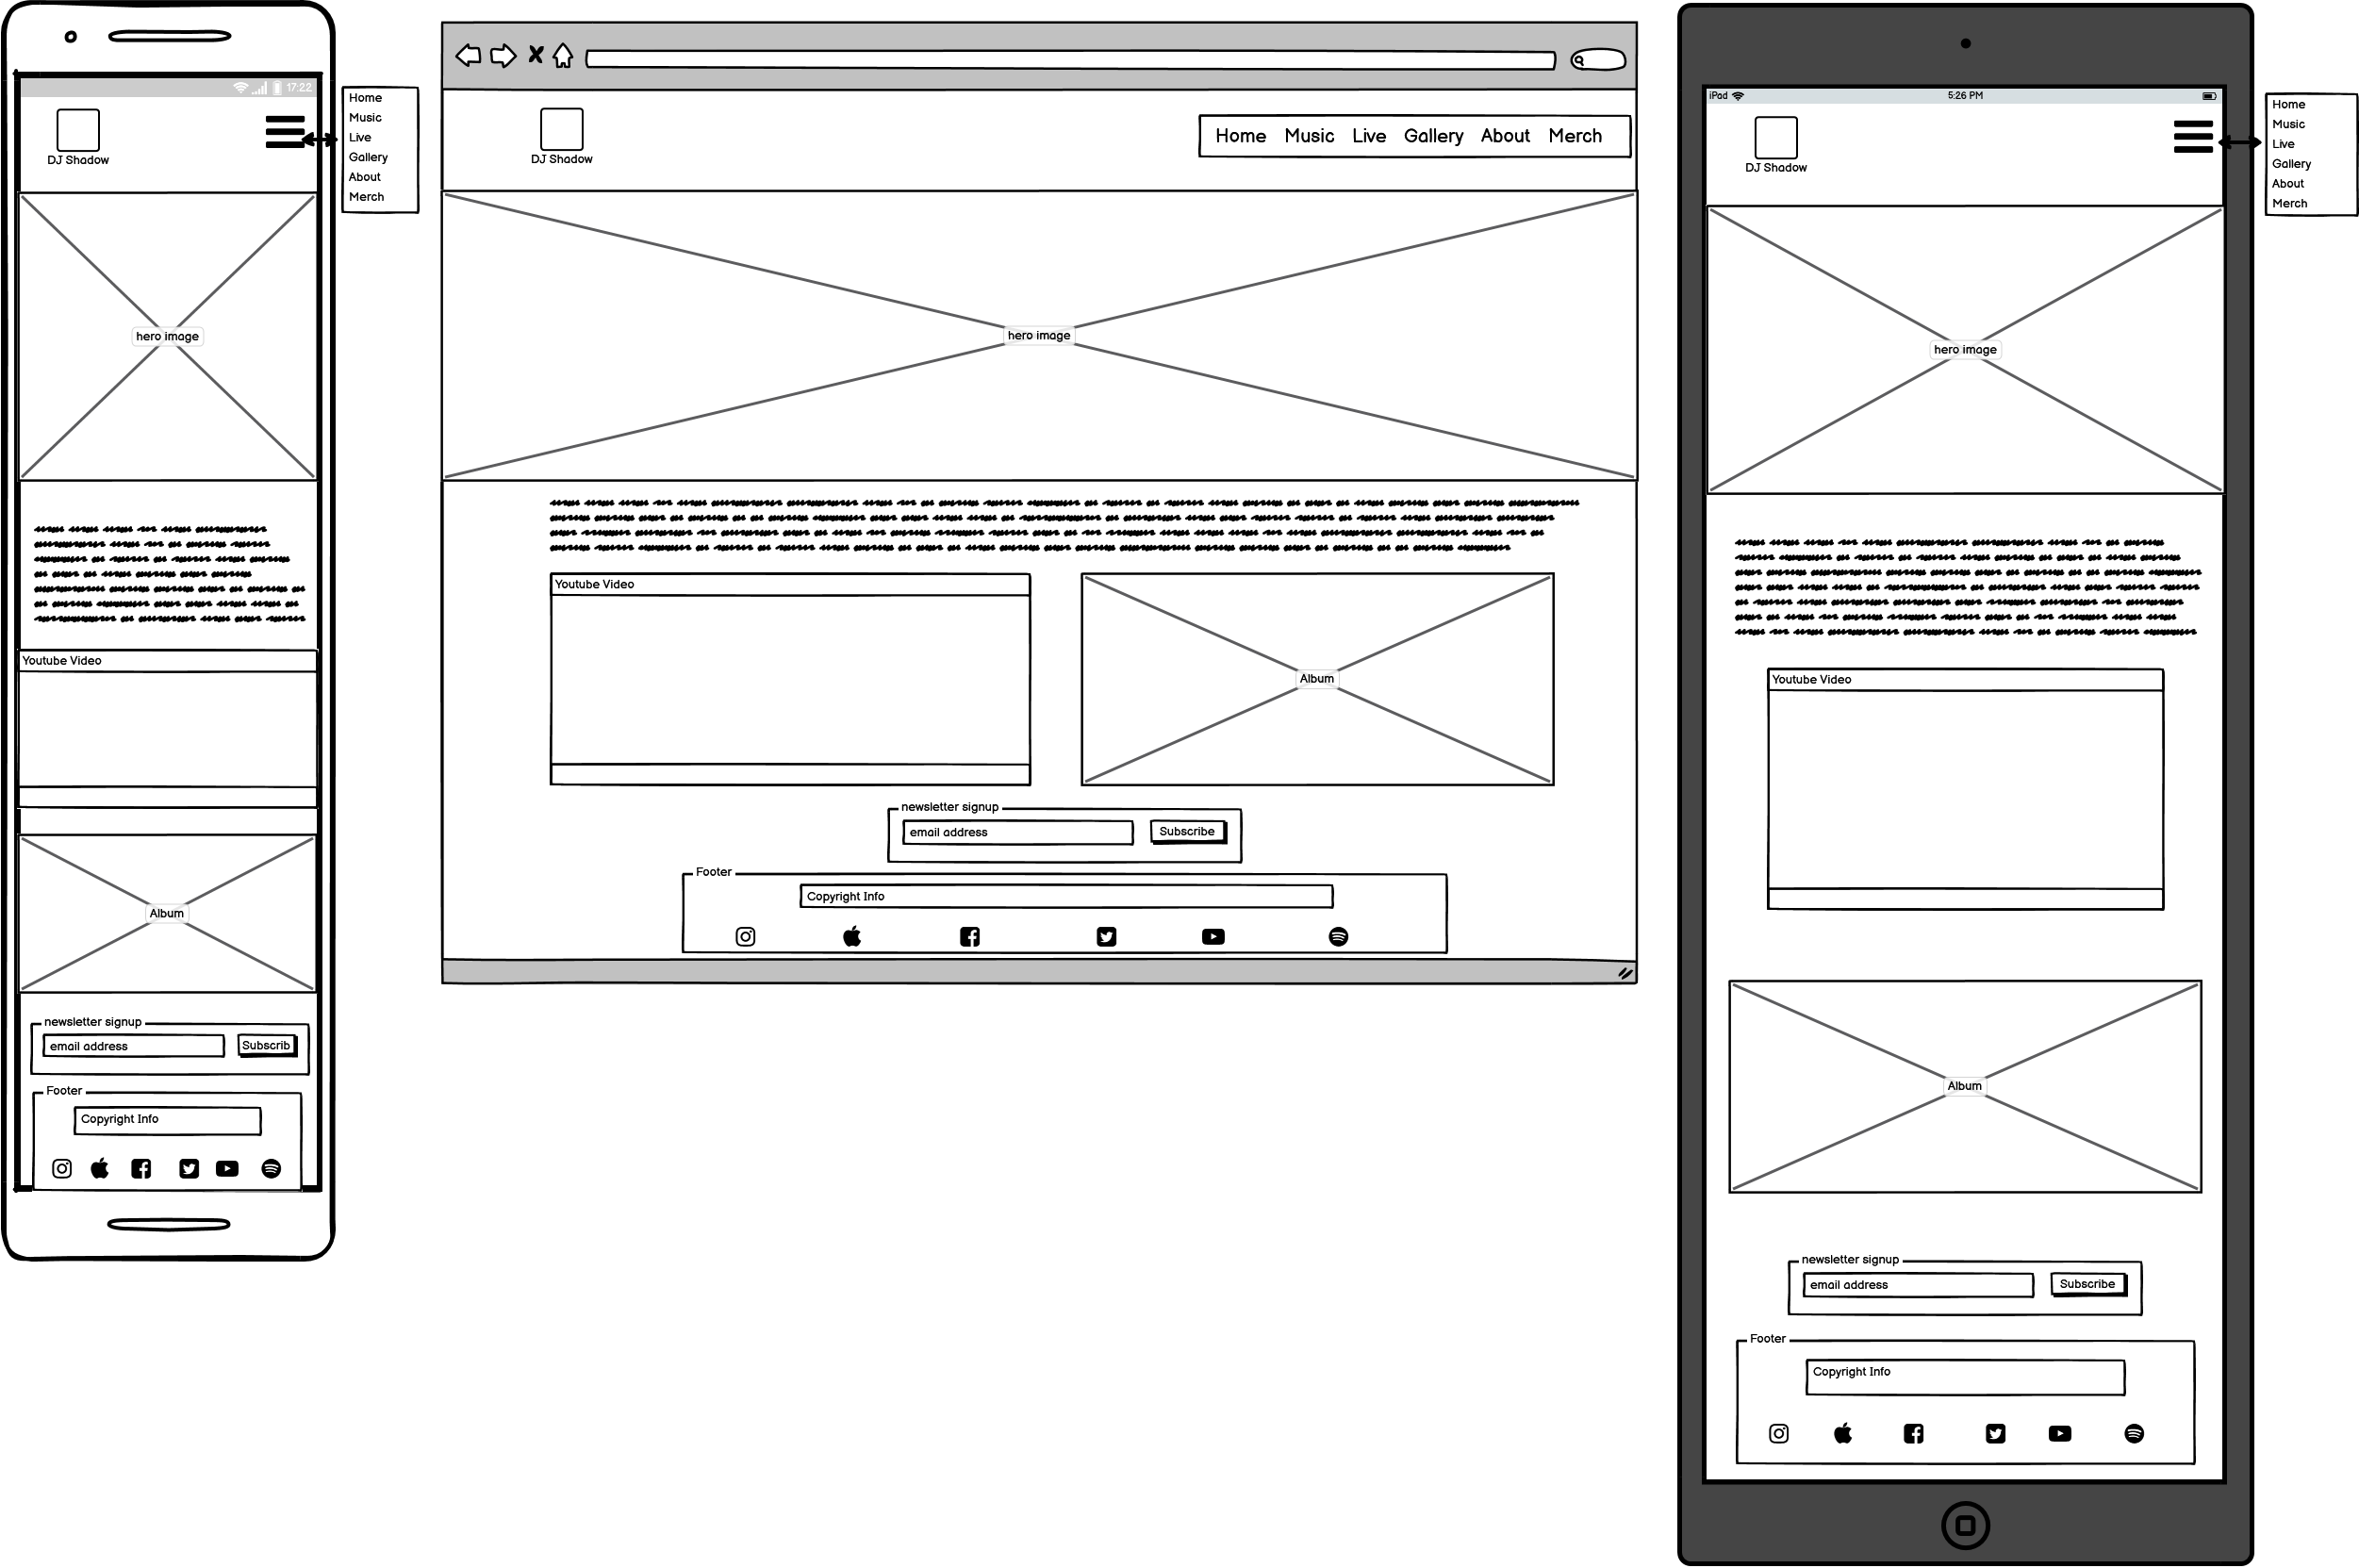 17:22
DJ Shadow
Home
Music
Live
Gallery
About
Merch
hero image
Youtube Video
Album
newsletter signup
email address
Subscrib
Footer
Copyright Info
DJ Shadow
Home Music Live Gallery About Merch
hero image
Youtube Video
Album
newsletter signup
email address
Subscribe
Footer
Copyright Info
iPad 5:26 PM
DJ Shadow
Home
Music
Live
Gallery
About
Merch
hero image
Youtube Video
Album
newsletter signup
email address
Subscribe
Footer
Copyright Info